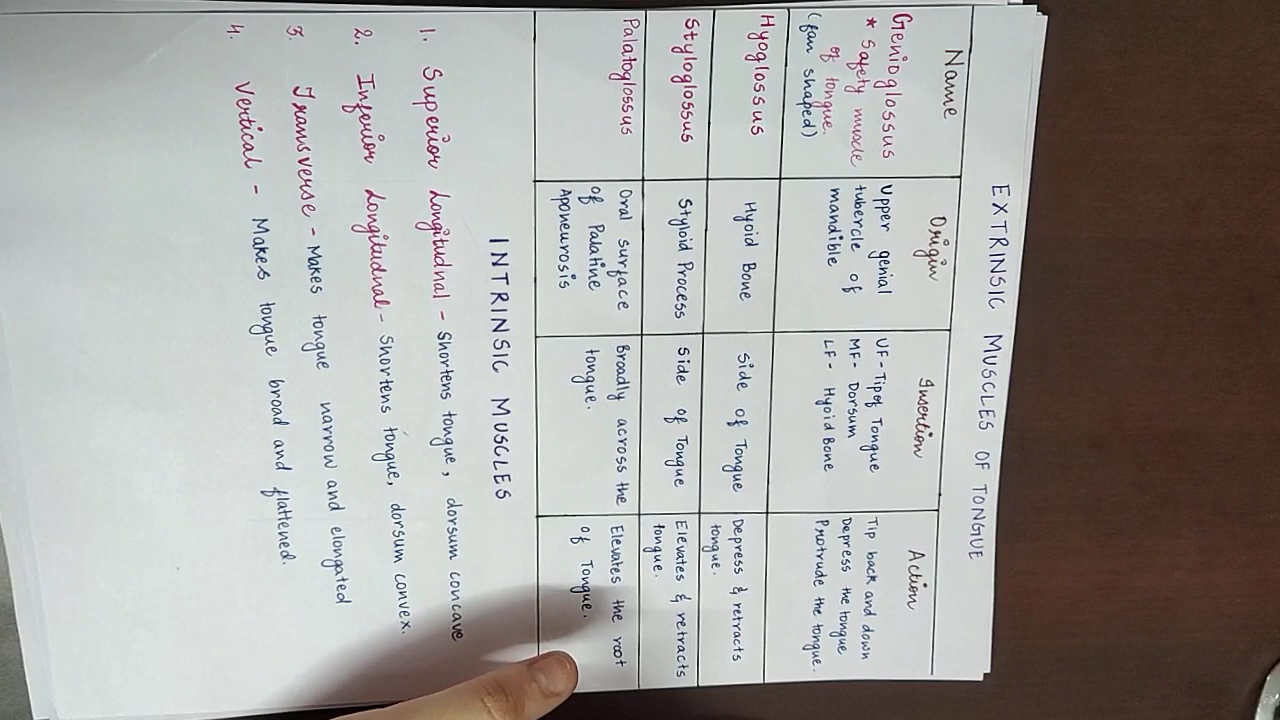 EXTRINSIC MUSCLES OF TONGUE
Name Origin Insertion Action
Genioglossus
* Safety muscle
of tongue.
(fan shaped)
Upper genial
tubercle of
mandible
UF - Tip of Tongue
MF - Dorsum
LF - Hyoid Bone
Tip back and down
Depress the tongue
Protrude the tongue.
Hyoglossus
Hyoid Bone
Side of Tongue
Depress & retracts
tongue.
Styloglossus
Styloid Process
Side of Tongue
Elevates & retracts
tongue.
Palatoglossus
Oral surface
of Palatine
Aponeurosis
Broadly across the
tongue.
Elevates the root
of Tongue.
INTRINSIC MUSCLES
1. Superior Longitudnal - Shortens tongue, dorsum concave
2. Inferior Longitudnal - Shortens tongue, dorsum convex.
3. Transverse - Makes tongue narrow and elongated
4. Vertical - Makes tongue broad and flattened.